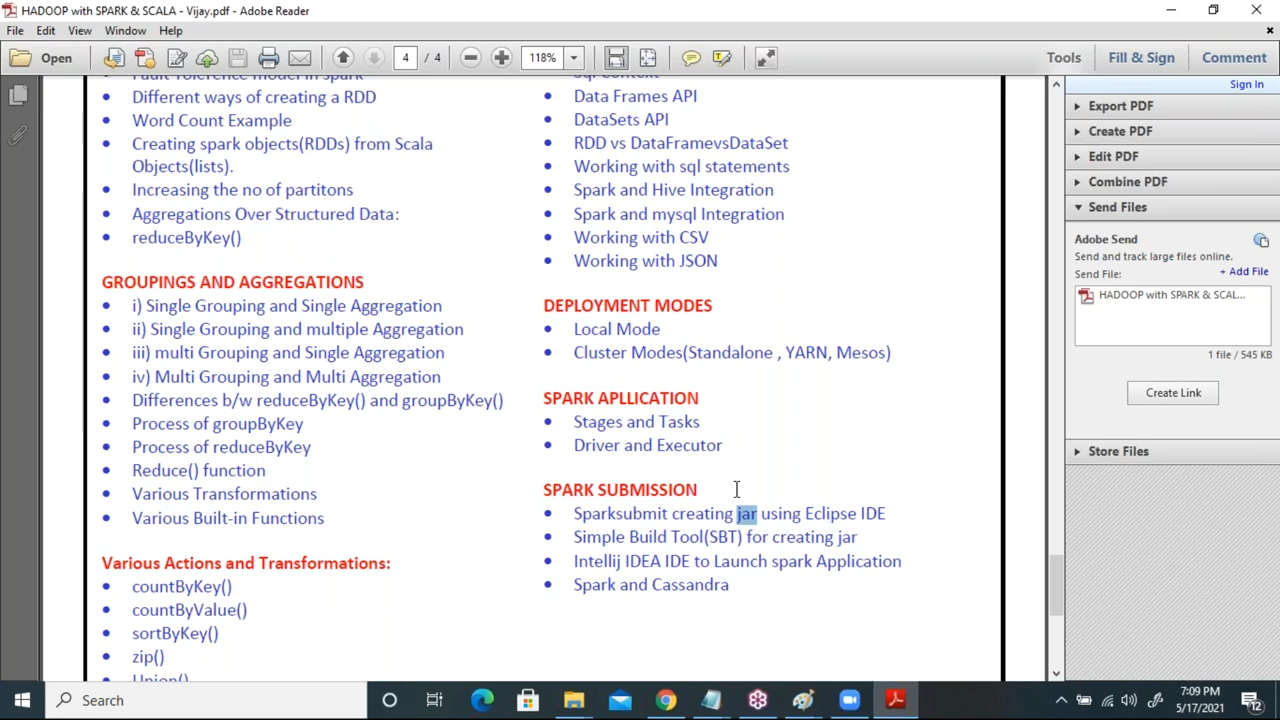 HADOOP with SPARK & SCALA - Vijay.pdf - Adobe Reader
File Edit View Window Help
Open
4 / 4
118%
Tools
Fill & Sign
Comment
Fault Tolerence model in Spark
• Different ways of creating a RDD
• Word Count Example
• Creating spark objects(RDDs) from Scala
Objects(lists).
• Increasing the no of partitons
• Aggregations Over Structured Data:
• reduceByKey()
GROUPINGS AND AGGREGATIONS
• i) Single Grouping and Single Aggregation
• ii) Single Grouping and multiple Aggregation
• iii) multi Grouping and Single Aggregation
• iv) Multi Grouping and Multi Aggregation
• Differences b/w reduceByKey() and groupByKey()
• Process of groupByKey
• Process of reduceByKey
• Reduce() function
• Various Transformations
• Various Built-in Functions
Various Actions and Transformations:
• countByKey()
• countByValue()
• sortByKey()
• zip()
• Union()
Sql Context
• Data Frames API
• DataSets API
• RDD vs DataFramevsDataSet
• Working with sql statements
• Spark and Hive Integration
• Spark and mysql Integration
• Working with CSV
• Working with JSON
DEPLOYMENT MODES
• Local Mode
• Cluster Modes(Standalone , YARN, Mesos)
SPARK APLLICATION
• Stages and Tasks
• Driver and Executor
SPARK SUBMISSION
• Sparksubmit creating jar using Eclipse IDE
• Simple Build Tool(SBT) for creating jar
• Intellij IDEA IDE to Launch spark Application
• Spark and Cassandra
Sign In
Export PDF
Create PDF
Edit PDF
Combine PDF
Send Files
Adobe Send
Send and track large files online.
Send File:
+ Add File
HADOOP with SPARK & SCAL...
1 file / 545 KB
Create Link
Store Files
Search
7:09 PM
5/17/2021
12